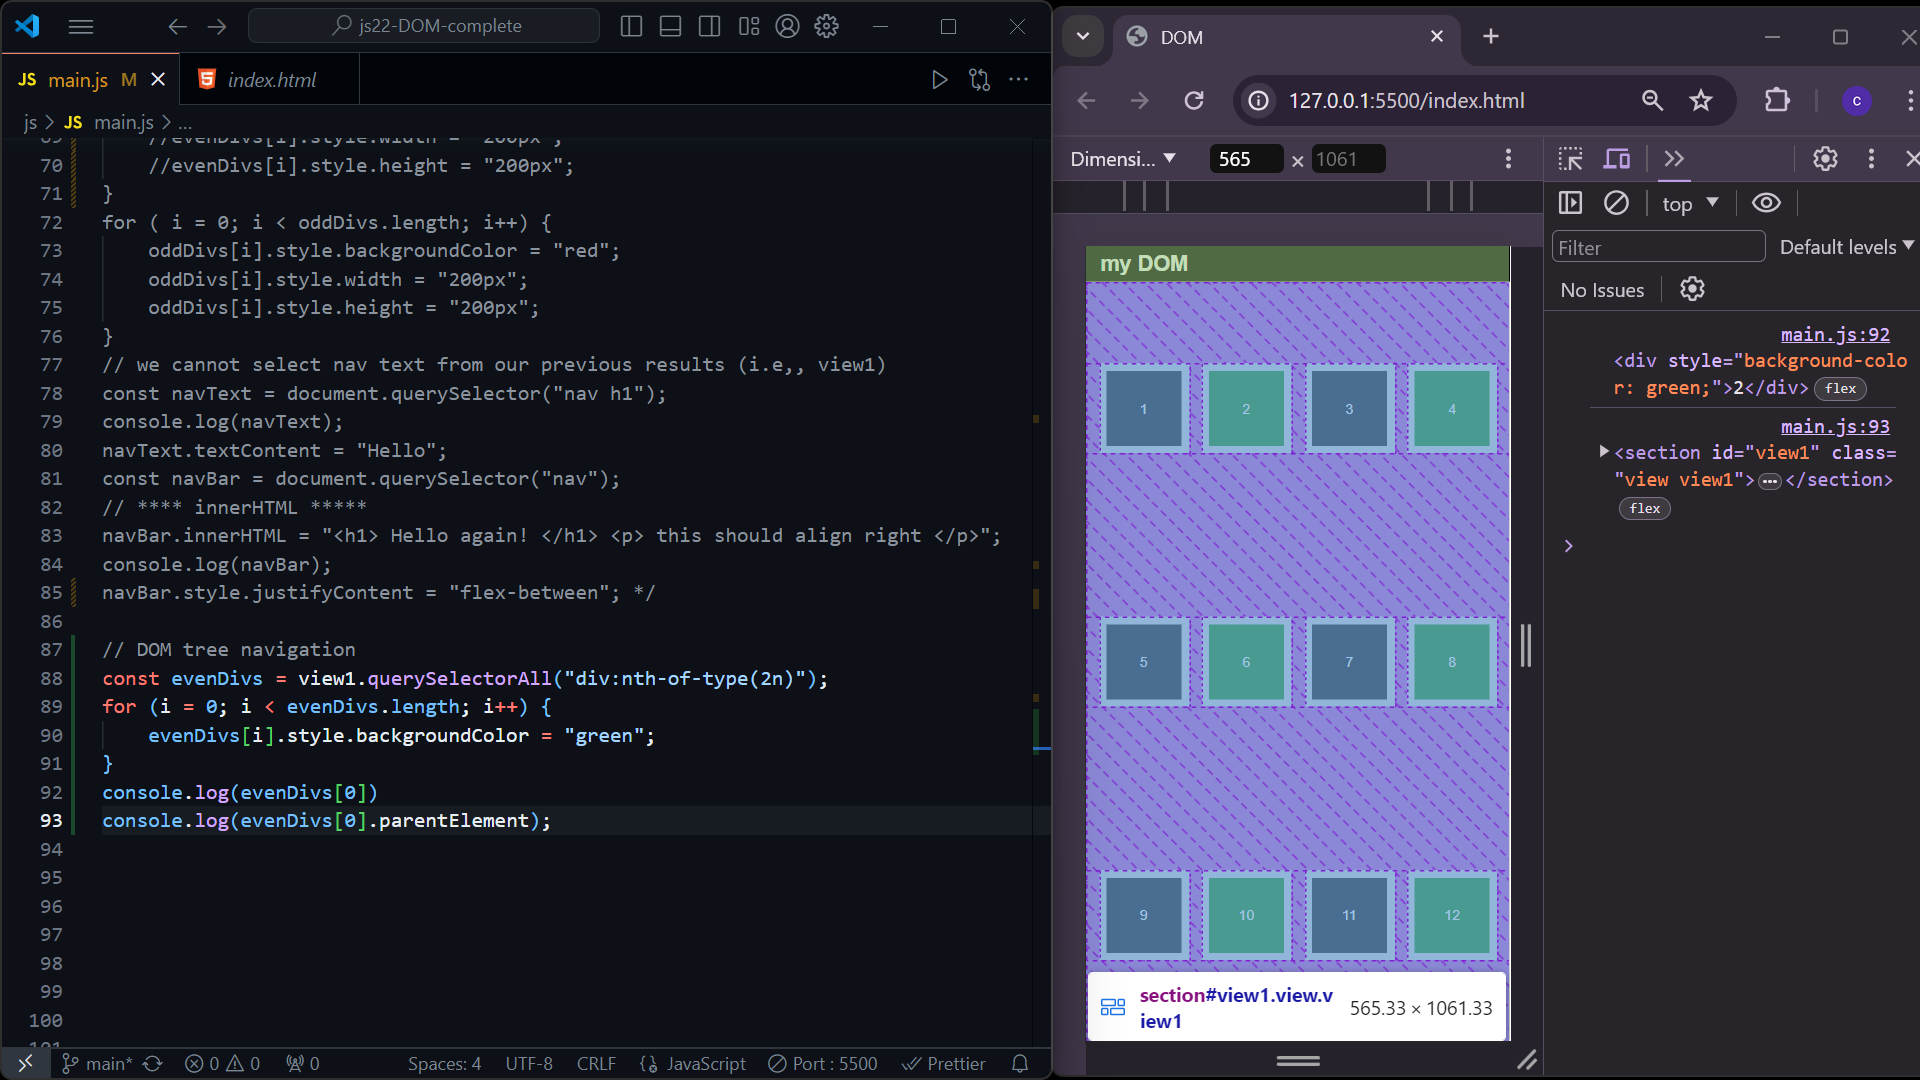 js22-DOM-complete
JS main.js M
index.html
js > JS main.js > ...
69 //evenDivs[i].style.width = "200px";
70 //evenDivs[i].style.height = "200px";
71 }
72 for ( i = 0; i < oddDivs.length; i++) {
73 oddDivs[i].style.backgroundColor = "red";
74 oddDivs[i].style.width = "200px";
75 oddDivs[i].style.height = "200px";
76 }
77 // we cannot select nav text from our previous results (i.e,, view1)
78 const navText = document.querySelector("nav h1");
79 console.log(navText);
80 navText.textContent = "Hello";
81 const navBar = document.querySelector("nav");
82 // **** innerHTML *****
83 navBar.innerHTML = "<h1> Hello again! </h1> <p> this should align right </p>";
84 console.log(navBar);
85 navBar.style.justifyContent = "flex-between"; */
86
87 // DOM tree navigation
88 const evenDivs = view1.querySelectorAll("div:nth-of-type(2n)");
89 for (i = 0; i < evenDivs.length; i++) {
90 evenDivs[i].style.backgroundColor = "green";
91 }
92 console.log(evenDivs[0])
93 console.log(evenDivs[0].parentElement);
94
95
96
97
98
99
100
101
main* 0 0 0 Spaces: 4 UTF-8 CRLF {} JavaScript Port : 5500 Prettier
DOM
127.0.0.1:5500/index.html
c
Dimensi... 565 × 1061
my DOM
1 2 3 4
5 6 7 8
9 10 11 12
section#view1.view.v
iew1
565.33 × 1061.33
top
Filter
Default levels
No Issues
main.js:92
<div style="background-colo
r: green;">2</div> flex
main.js:93
<section id="view1" class=
"view view1">…</section>
flex